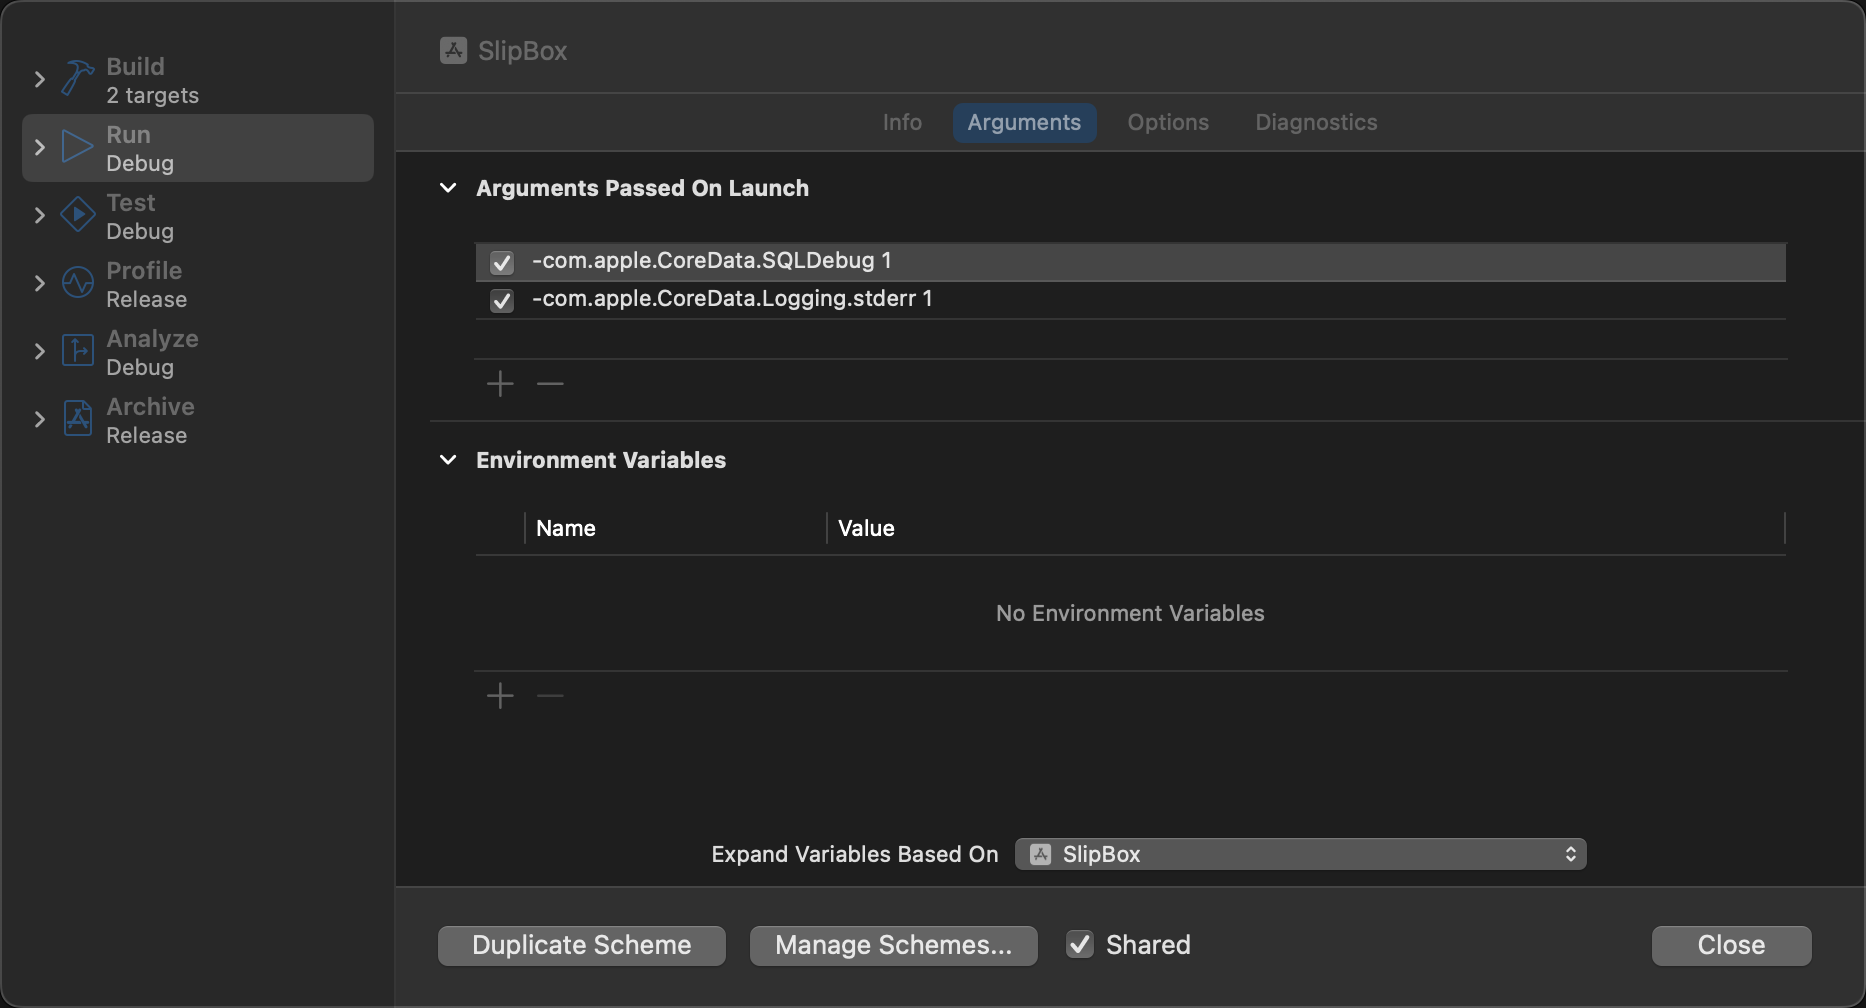 Build
2 targets
Run
Debug
Test
Debug
Profile
Release
Analyze
Debug
Archive
Release
SlipBox
Info Arguments Options Diagnostics
Arguments Passed On Launch
-com.apple.CoreData.SQLDebug 1
-com.apple.CoreData.Logging.stderr 1
Environment Variables
Name Value
No Environment Variables
Expand Variables Based On SlipBox
Duplicate Scheme Manage Schemes... Shared Close